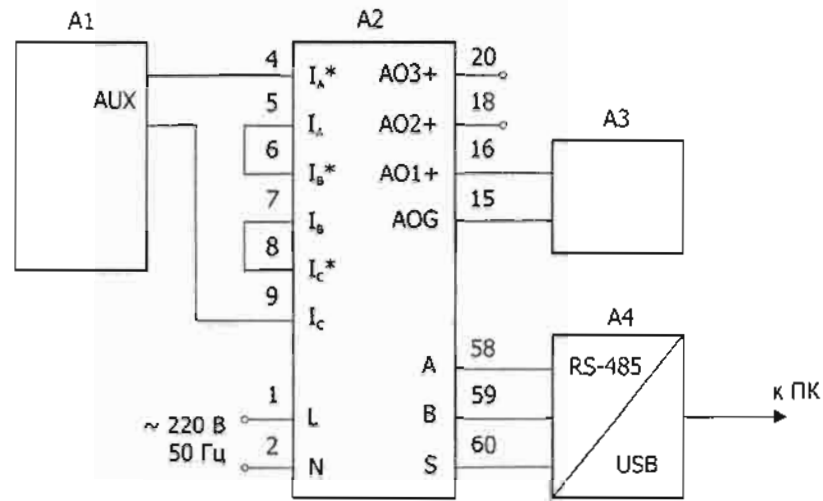 A1
A2
4
I_A*
AO3+
20
AUX
5
I_A
AO2+
18
A3
6
I_B*
AO1+
16
7
I_B
AOG
15
8
I_C*
9
I_C
A4
A
58
RS-485
1
L
B
59
к ПК
~ 220 В
50 Гц
2
N
S
60
USB